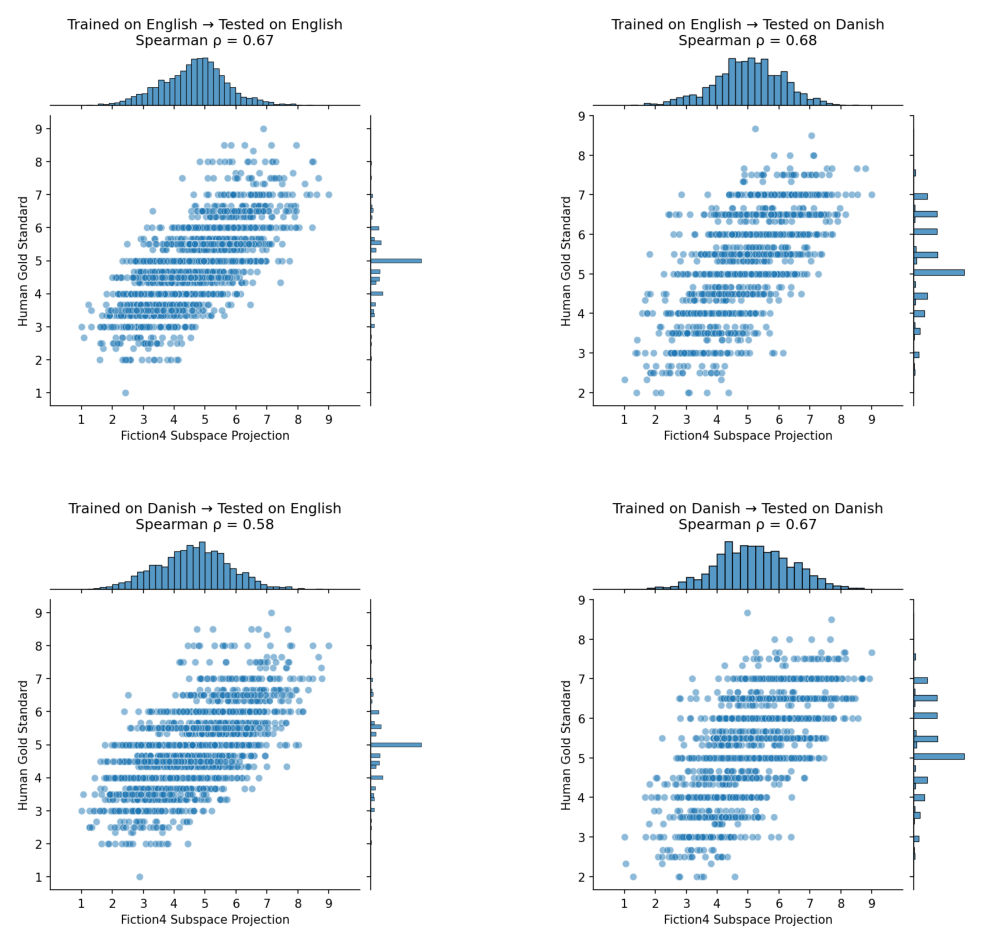 Trained on English → Tested on English
Spearman ρ = 0.67
9
8
7
6
5
4
3
2
1
Human Gold Standard
1 2 3 4 5 6 7 8 9
Fiction4 Subspace Projection
Trained on English → Tested on Danish
Spearman ρ = 0.68
9
8
7
6
5
4
3
2
Human Gold Standard
1 2 3 4 5 6 7 8 9
Fiction4 Subspace Projection
Trained on Danish → Tested on English
Spearman ρ = 0.58
9
8
7
6
5
4
3
2
1
Human Gold Standard
1 2 3 4 5 6 7 8 9
Fiction4 Subspace Projection
Trained on Danish → Tested on Danish
Spearman ρ = 0.67
9
8
7
6
5
4
3
2
Human Gold Standard
1 2 3 4 5 6 7 8 9
Fiction4 Subspace Projection